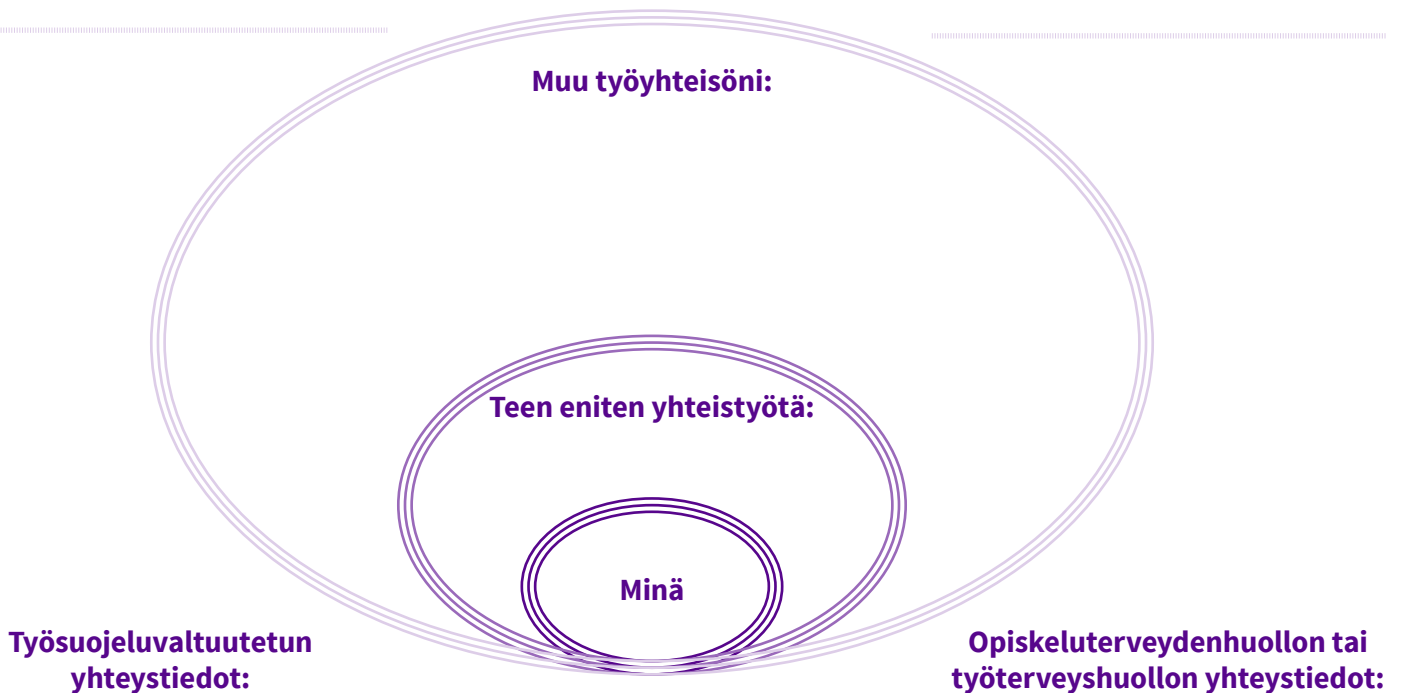 Muu työyhteisöni:
Teen eniten yhteistyötä:
Minä
Työsuojeluvaltuutetun
yhteystiedot:
Opiskeluterveydenhuollon tai
työterveyshuollon yhteystiedot: